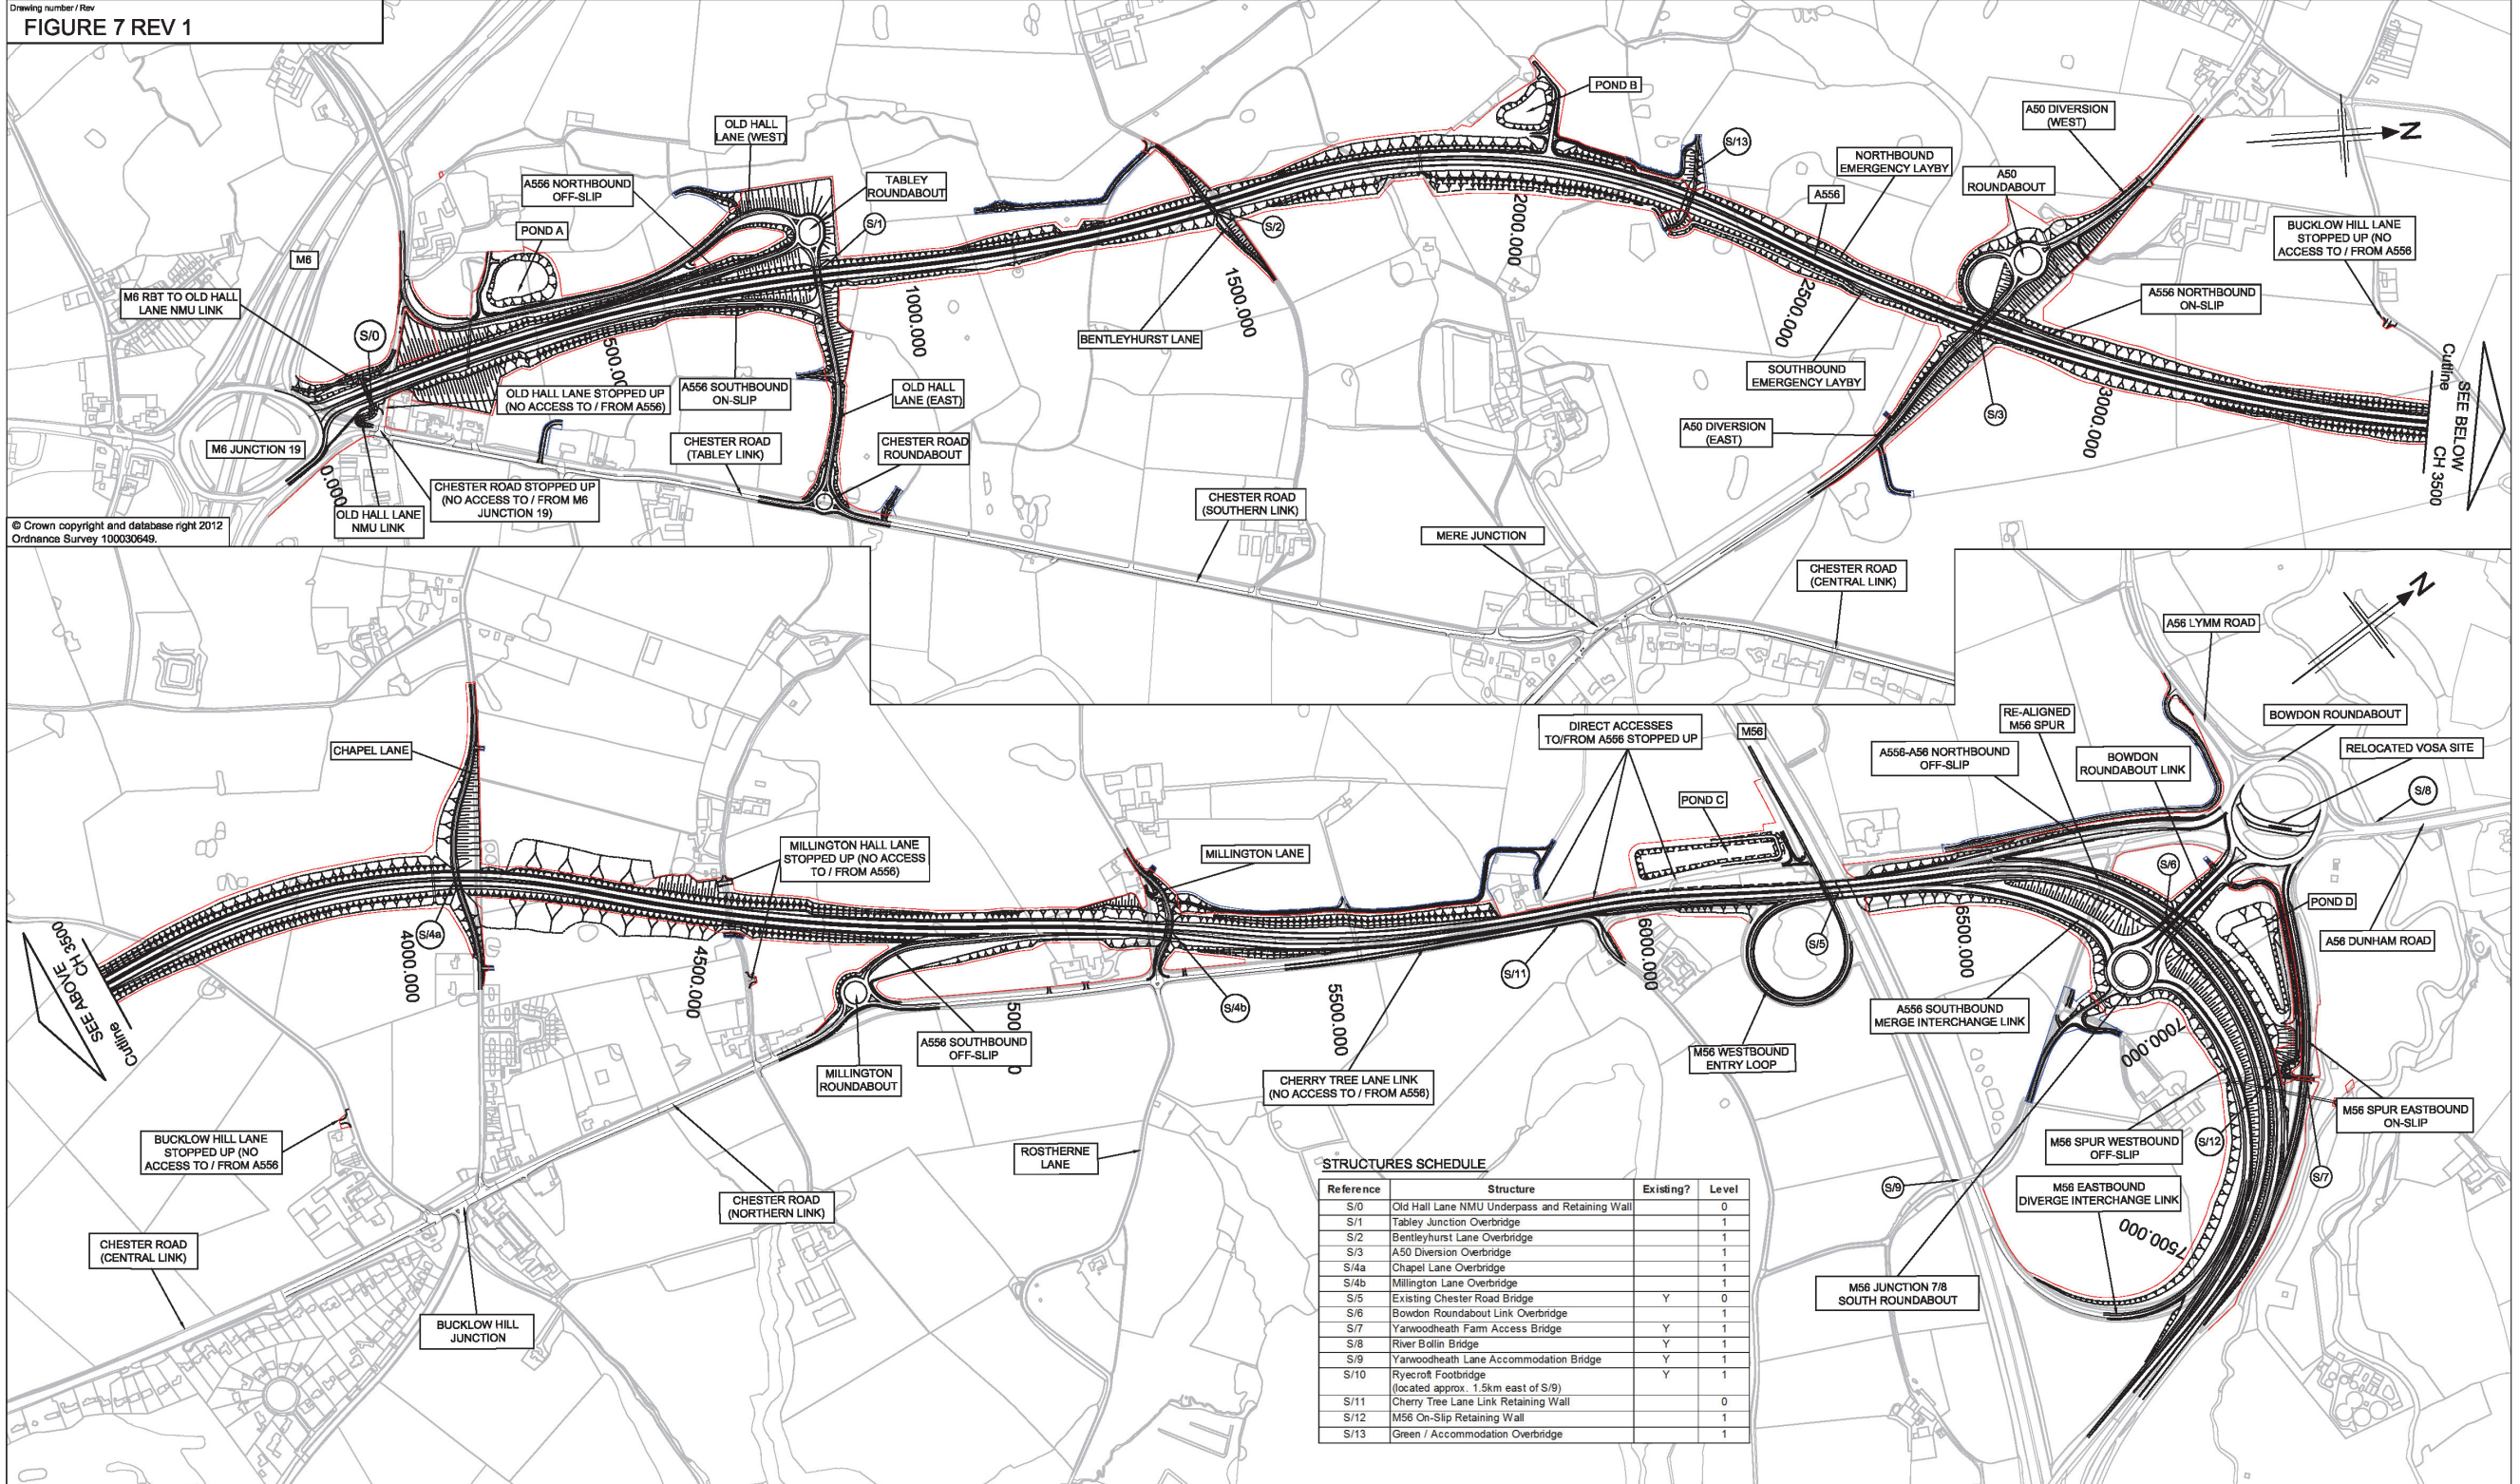 Drawing number / Rev
FIGURE 7 REV 1
OLD HALL
LANE (WEST)
A556 NORTHBOUND
OFF-SLIP
TABLEY
ROUNDABOUT
POND A
S/1
M6
M6 RBT TO OLD HALL
LANE NMU LINK
S/0
500.00
1000.000
OLD HALL LANE STOPPED UP
(NO ACCESS TO / FROM A556)
A556 SOUTHBOUND
ON-SLIP
OLD HALL
LANE (EAST)
M6 JUNCTION 19
0.000
CHESTER ROAD
(TABLEY LINK)
CHESTER ROAD
ROUNDABOUT
CHESTER ROAD STOPPED UP
(NO ACCESS TO / FROM M6
JUNCTION 19)
OLD HALL LANE
NMU LINK
© Crown copyright and database right 2012
Ordnance Survey 100030649.
POND B
S/13
S/2
BENTLEYHURST LANE
1500.000
2000.000
NORTHBOUND
EMERGENCY LAYBY
A556
2500.000
SOUTHBOUND
EMERGENCY LAYBY
A50 DIVERSION
(WEST)
A50
ROUNDABOUT
N
BUCKLOW HILL LANE
STOPPED UP (NO
ACCESS TO / FROM A556
A556 NORTHBOUND
ON-SLIP
S/3
3000.000
A50 DIVERSION
(EAST)
Cutline
SEE BELOW
CH 3500
CHESTER ROAD
(SOUTHERN LINK)
MERE JUNCTION
CHESTER ROAD
(CENTRAL LINK)
CHAPEL LANE
SEE ABOVE
CH 3500
Cutline
S/4a
4000.000
4500.000
MILLINGTON HALL LANE
STOPPED UP (NO ACCESS
TO / FROM A556)
MILLINGTON LANE
DIRECT ACCESSES
TO/FROM A556 STOPPED UP
M56
POND C
A556-A56 NORTHBOUND
OFF-SLIP
RE-ALIGNED
M56 SPUR
BOWDON
ROUNDABOUT LINK
A56 LYMM ROAD
N
BOWDON ROUNDABOUT
RELOCATED VOSA SITE
S/8
S/6
POND D
A56 DUNHAM ROAD
A556 SOUTHBOUND
OFF-SLIP
MILLINGTON
ROUNDABOUT
500 0
S/4b
5500.000
S/11
6000.000
S/5
6500.000
CHERRY TREE LANE LINK
(NO ACCESS TO / FROM A556)
M56 WESTBOUND
ENTRY LOOP
A556 SOUTHBOUND
MERGE INTERCHANGE LINK
7000.000
M56 SPUR EASTBOUND
ON-SLIP
M56 SPUR WESTBOUND
OFF-SLIP
S/12
S/7
S/9
M56 EASTBOUND
DIVERGE INTERCHANGE LINK
7500.000
M56 JUNCTION 7/8
SOUTH ROUNDABOUT
BUCKLOW HILL LANE
STOPPED UP (NO
ACCESS TO / FROM A556
CHESTER ROAD
(NORTHERN LINK)
ROSTHERNE
LANE
CHESTER ROAD
(CENTRAL LINK)
BUCKLOW HILL
JUNCTION
STRUCTURES SCHEDULE
Reference Structure Existing? Level
S/0 Old Hall Lane NMU Underpass and Retaining Wall 0
S/1 Tabley Junction Overbridge 1
S/2 Bentleyhurst Lane Overbridge 1
S/3 A50 Diversion Overbridge 1
S/4a Chapel Lane Overbridge 1
S/4b Millington Lane Overbridge 1
S/5 Existing Chester Road Bridge Y 0
S/6 Bowdon Roundabout Link Overbridge 1
S/7 Yarwoodheath Farm Access Bridge Y 1
S/8 River Bollin Bridge Y 1
S/9 Yarwoodheath Lane Accommodation Bridge Y 1
S/10 Ryecroft Footbridge Y 1
(located approx. 1.5km east of S/9)
S/11 Cherry Tree Lane Link Retaining Wall 0
S/12 M56 On-Slip Retaining Wall 1
S/13 Green / Accommodation Overbridge 1